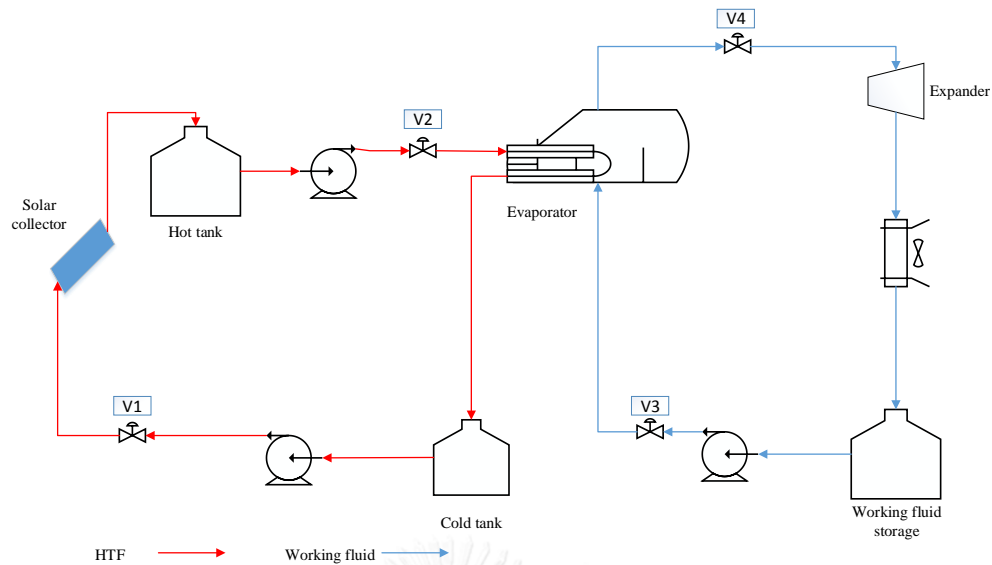 V4
Expander
V2
Solar
collector
Hot tank
Evaporator
V1
V3
Cold tank
Working fluid
storage
HTF
Working fluid